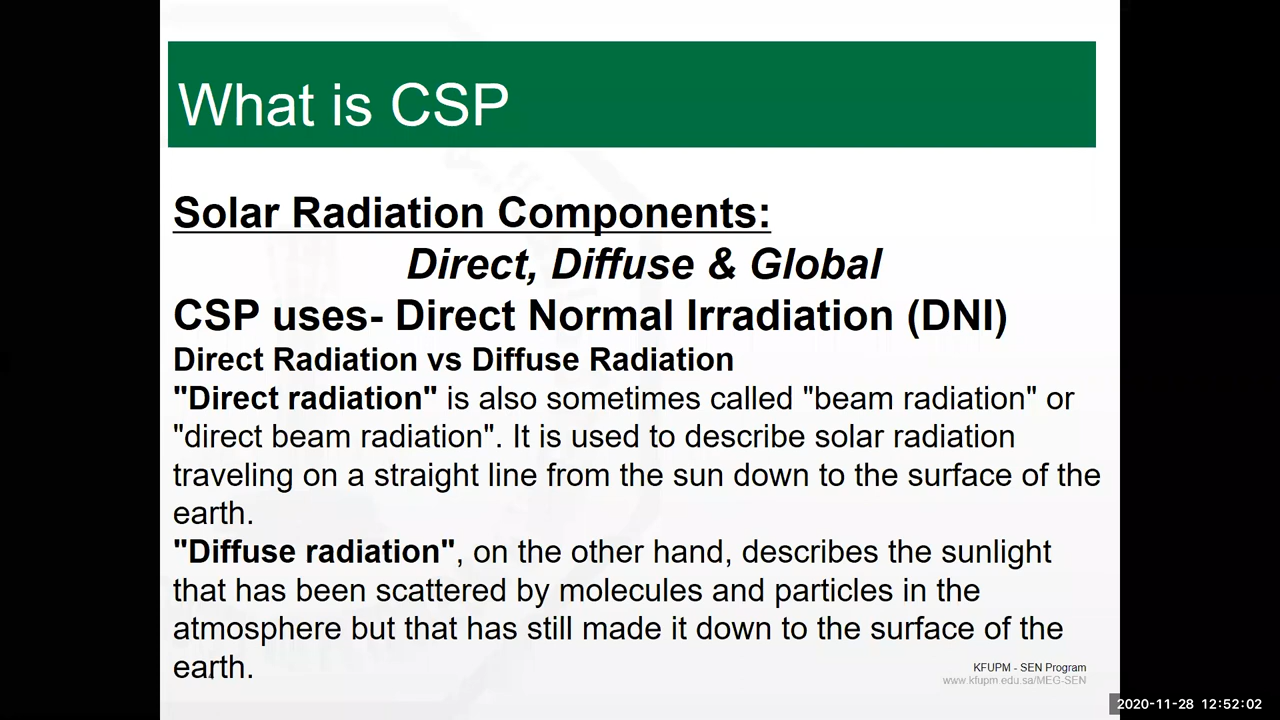 What is CSP
Solar Radiation Components:
Direct, Diffuse & Global
CSP uses- Direct Normal Irradiation (DNI)
Direct Radiation vs Diffuse Radiation
"Direct radiation" is also sometimes called "beam radiation" or
"direct beam radiation". It is used to describe solar radiation
traveling on a straight line from the sun down to the surface of the
earth.
"Diffuse radiation", on the other hand, describes the sunlight
that has been scattered by molecules and particles in the
atmosphere but that has still made it down to the surface of the
earth.
KFUPM - SEN Program
www.kfupm.edu.sa/MEG-SEN
2020-11-28 12:52:02